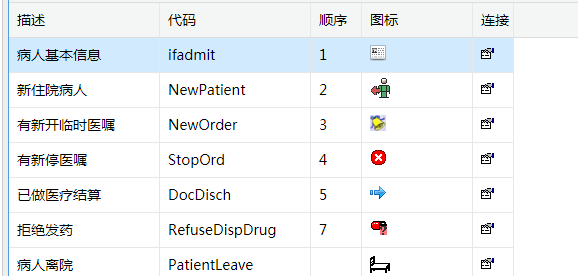 描述 代码 顺序 图标 连接
病人基本信息 ifadmit 1
新住院病人 NewPatient 2
有新开临时医嘱 NewOrder 3
有新停医嘱 StopOrd 4
已做医疗结算 DocDisch 5
拒绝发药 RefuseDispDrug 7
病人离院 PatientLeave